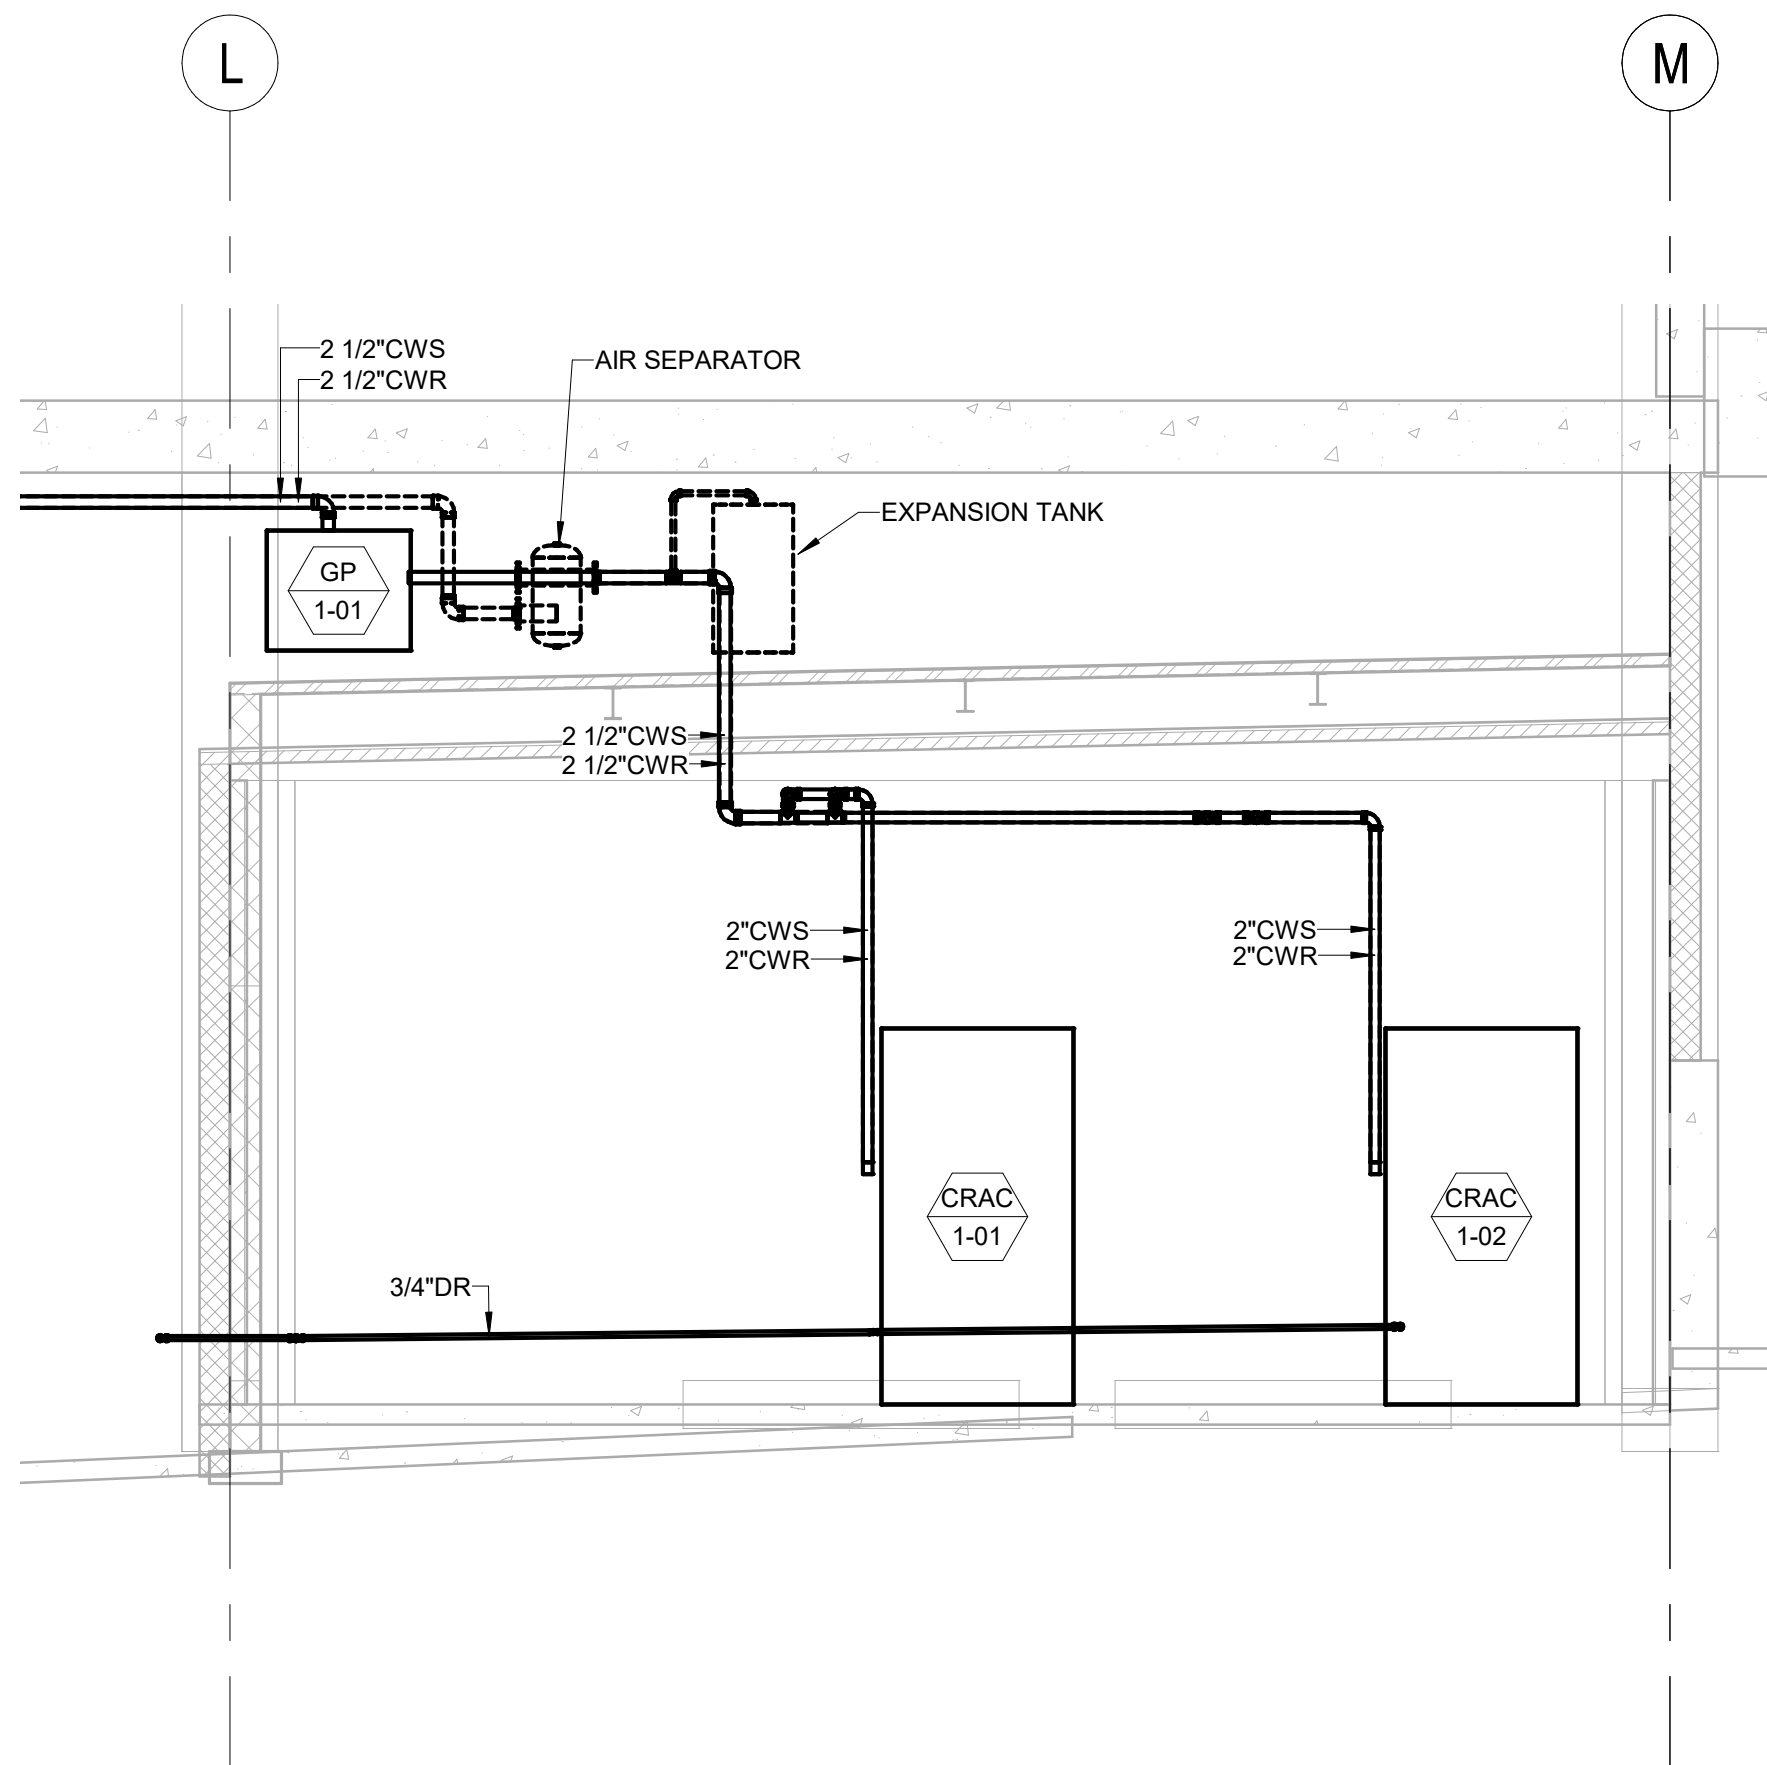 L
M
2 1/2"CWS
2 1/2"CWR
AIR SEPARATOR
EXPANSION TANK
GP
1-01
2 1/2"CWS
2 1/2"CWR
2"CWS
2"CWR
2"CWS
2"CWR
CRAC
1-01
CRAC
1-02
3/4"DR